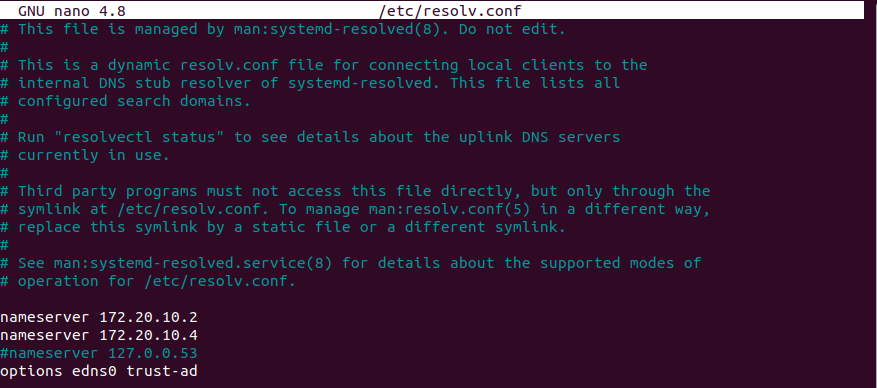 GNU nano 4.8 /etc/resolv.conf
# This file is managed by man:systemd-resolved(8). Do not edit.
#
# This is a dynamic resolv.conf file for connecting local clients to the
# internal DNS stub resolver of systemd-resolved. This file lists all
# configured search domains.
#
# Run "resolvectl status" to see details about the uplink DNS servers
# currently in use.
#
# Third party programs must not access this file directly, but only through the
# symlink at /etc/resolv.conf. To manage man:resolv.conf(5) in a different way,
# replace this symlink by a static file or a different symlink.
#
# See man:systemd-resolved.service(8) for details about the supported modes of
# operation for /etc/resolv.conf.

nameserver 172.20.10.2
nameserver 172.20.10.4
#nameserver 127.0.0.53
options edns0 trust-ad